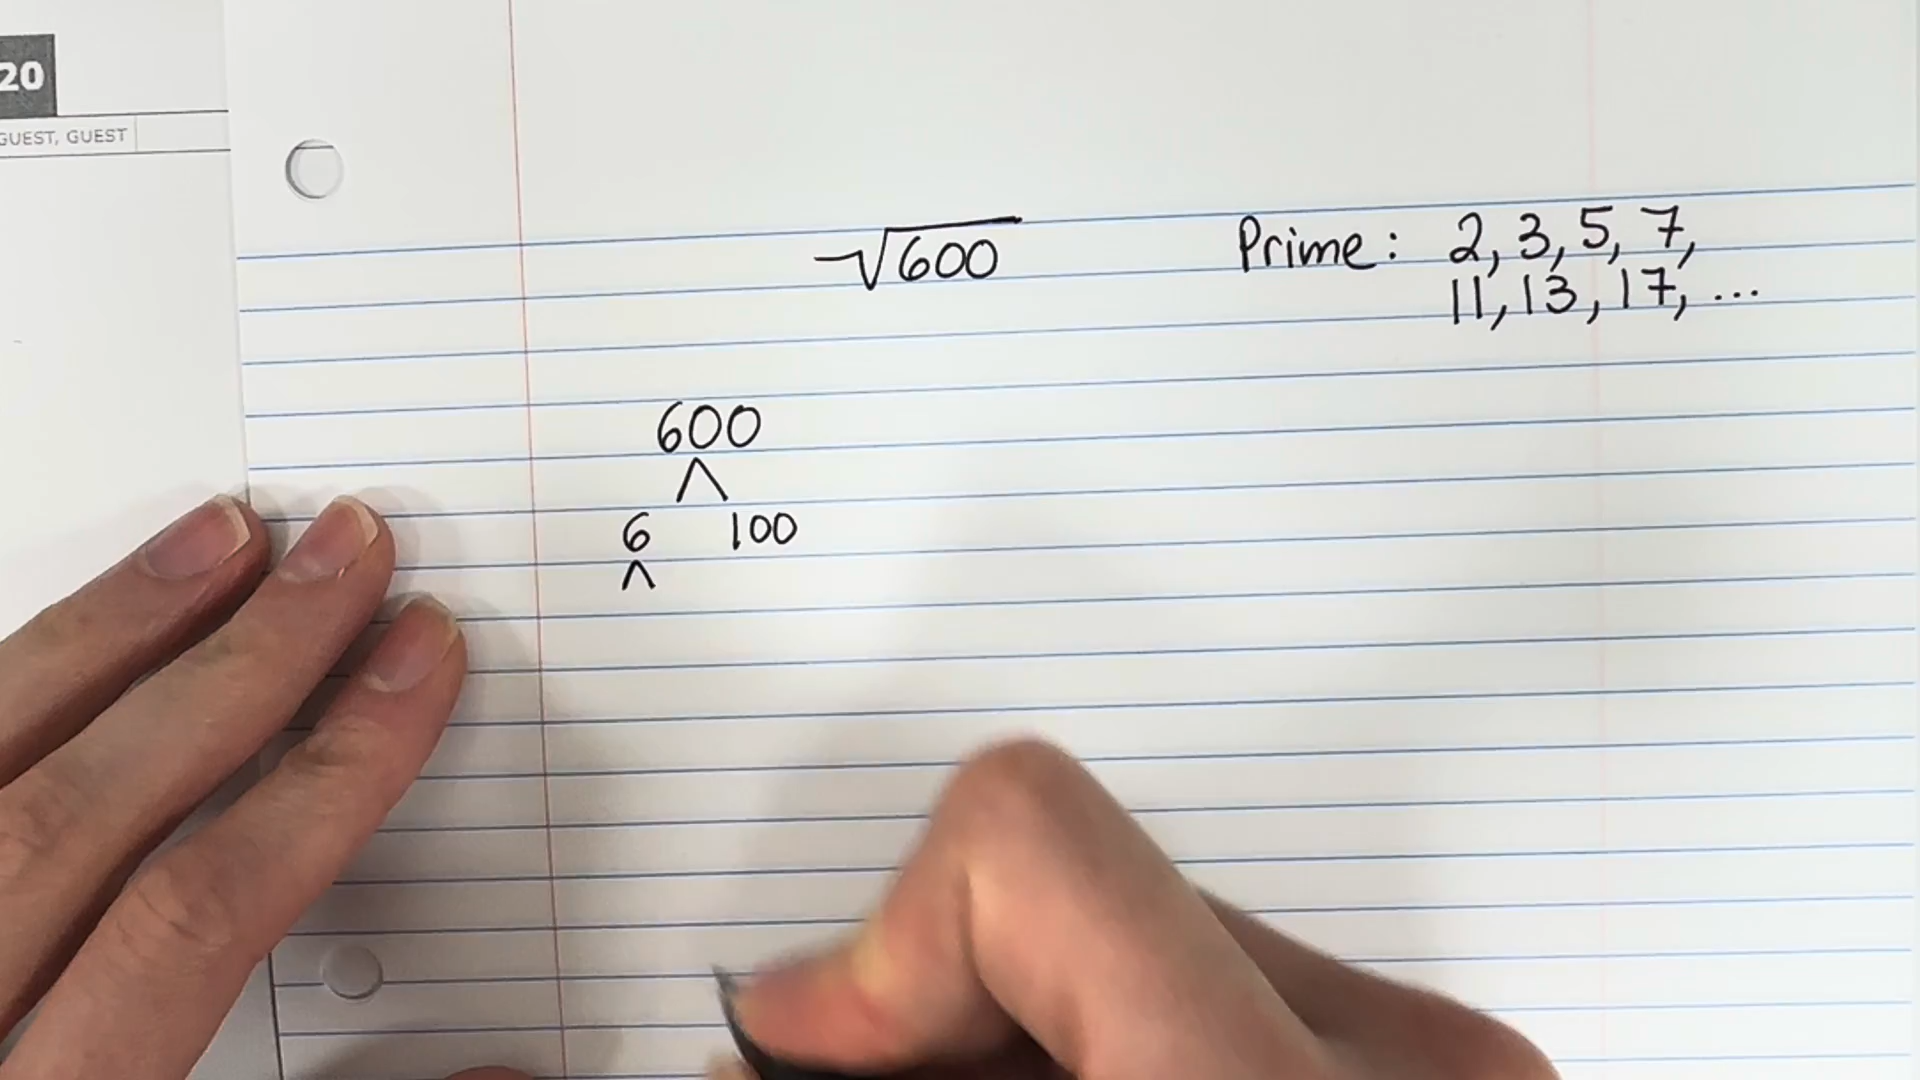 20
GUEST, GUEST
√600
Prime: 2, 3, 5, 7,
11, 13, 17, ...
600
6 100